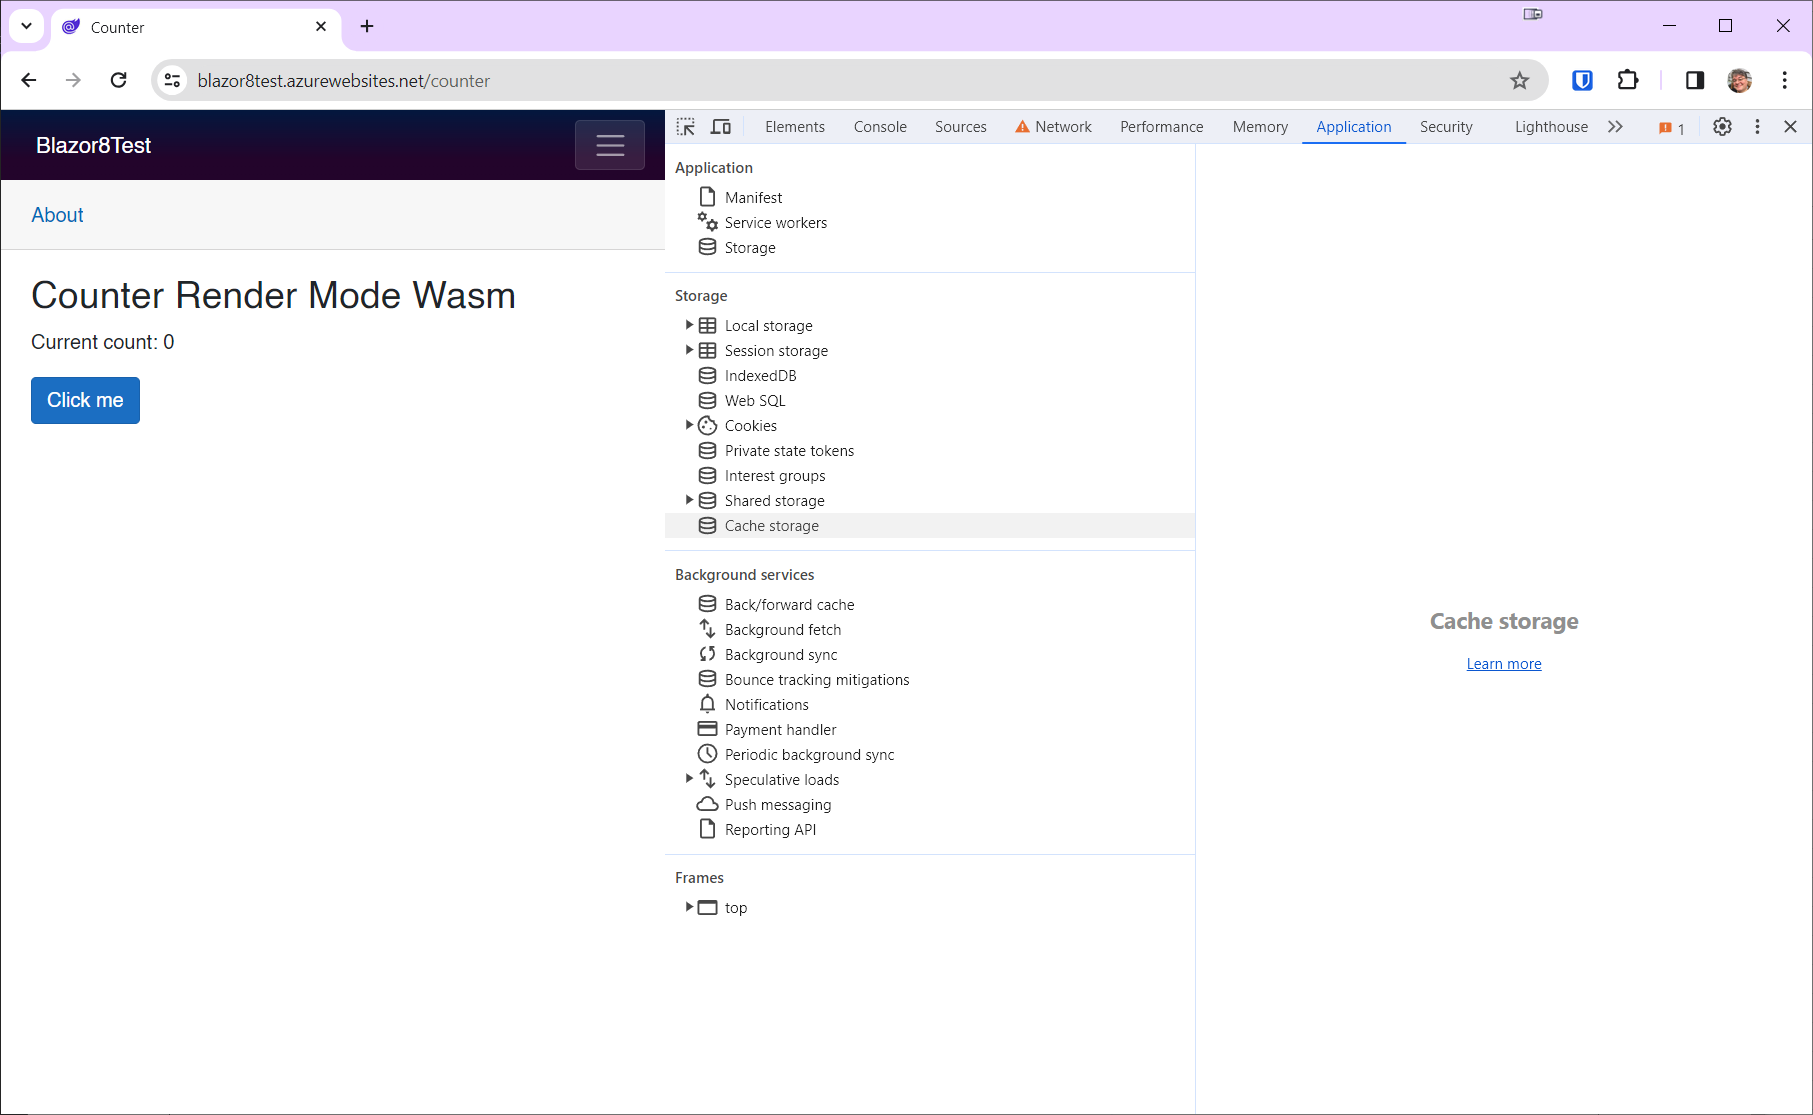 Counter
blazor8test.azurewebsites.net/counter
Blazor8Test
About
Counter Render Mode Wasm
Current count: 0
Click me
Elements Console Sources Network Performance Memory Application Security Lighthouse 1
Application
Manifest
Service workers
Storage
Storage
Local storage
Session storage
IndexedDB
Web SQL
Cookies
Private state tokens
Interest groups
Shared storage
Cache storage
Background services
Back/forward cache
Background fetch
Background sync
Bounce tracking mitigations
Notifications
Payment handler
Periodic background sync
Speculative loads
Push messaging
Reporting API
Frames
top
Cache storage
Learn more